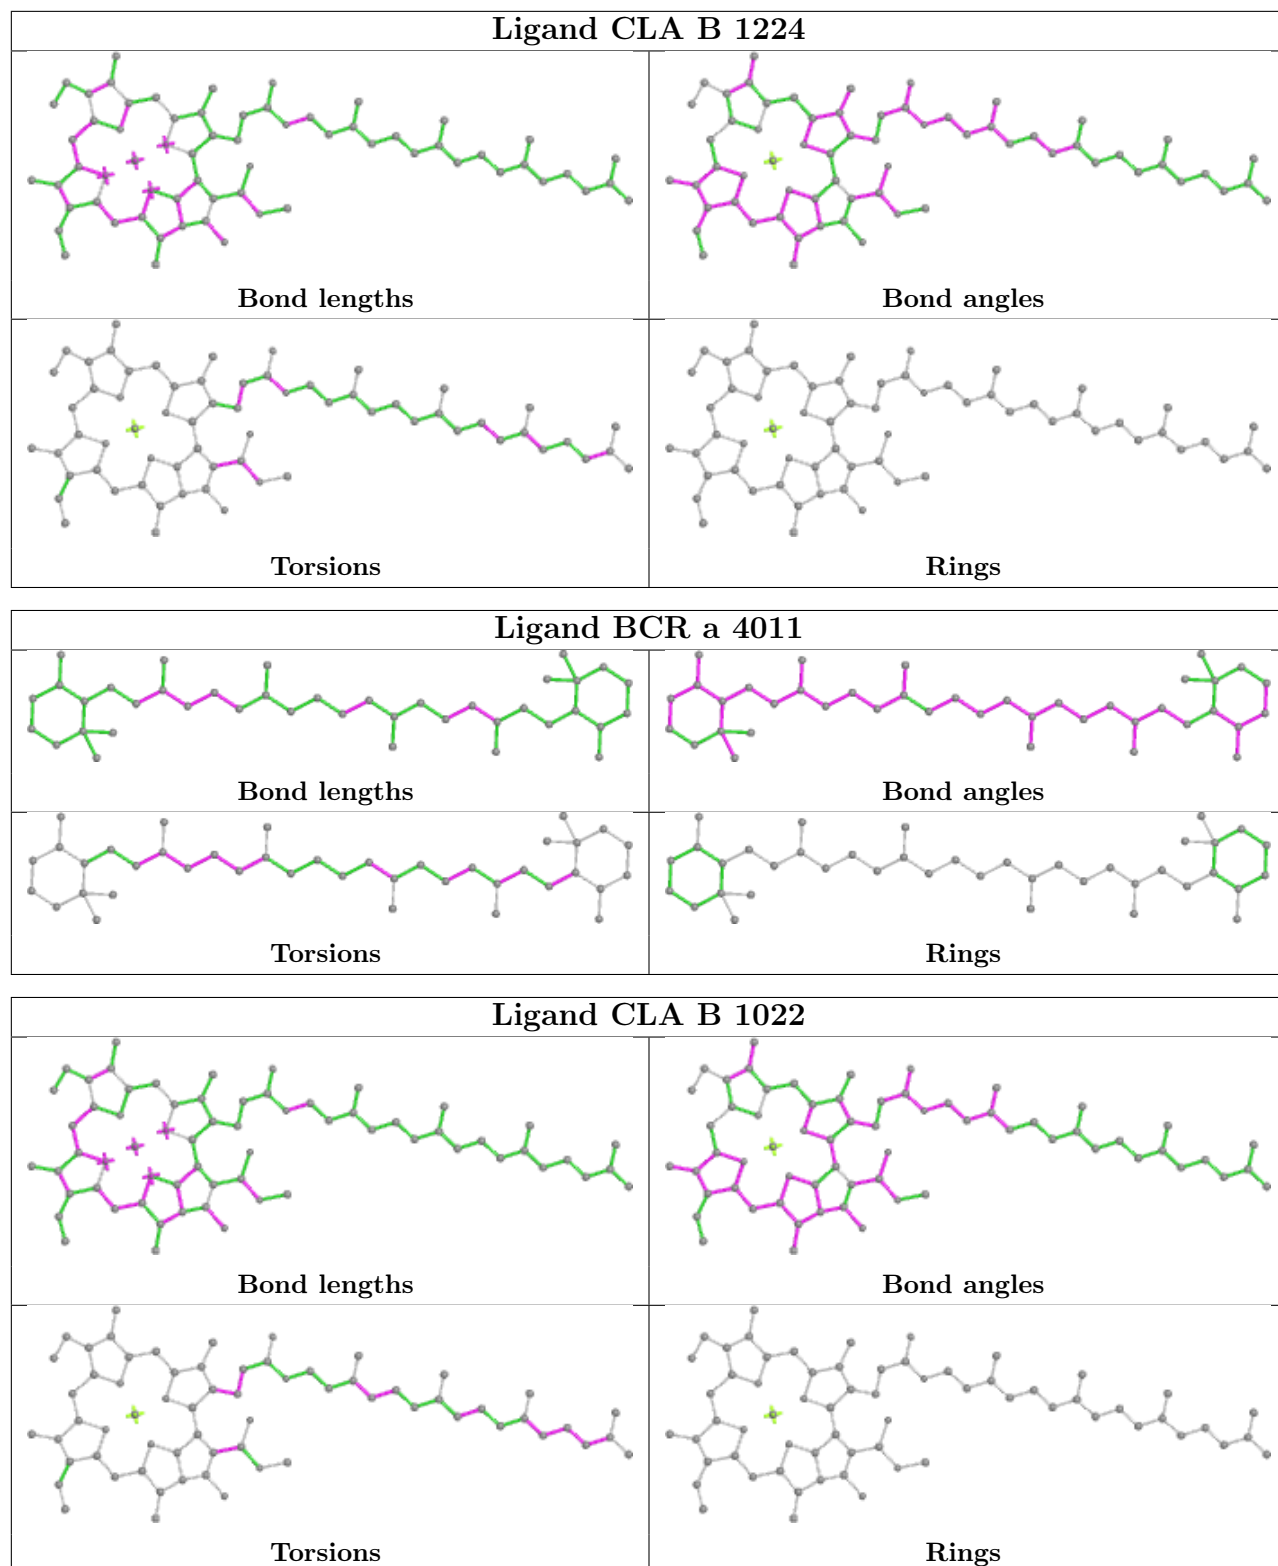 Ligand CLA B 1224
Bond lengths
Bond angles
Torsions
Rings
Ligand BCR a 4011
Bond lengths
Bond angles
Torsions
Rings
Ligand CLA B 1022
Bond lengths
Bond angles
Torsions
Rings